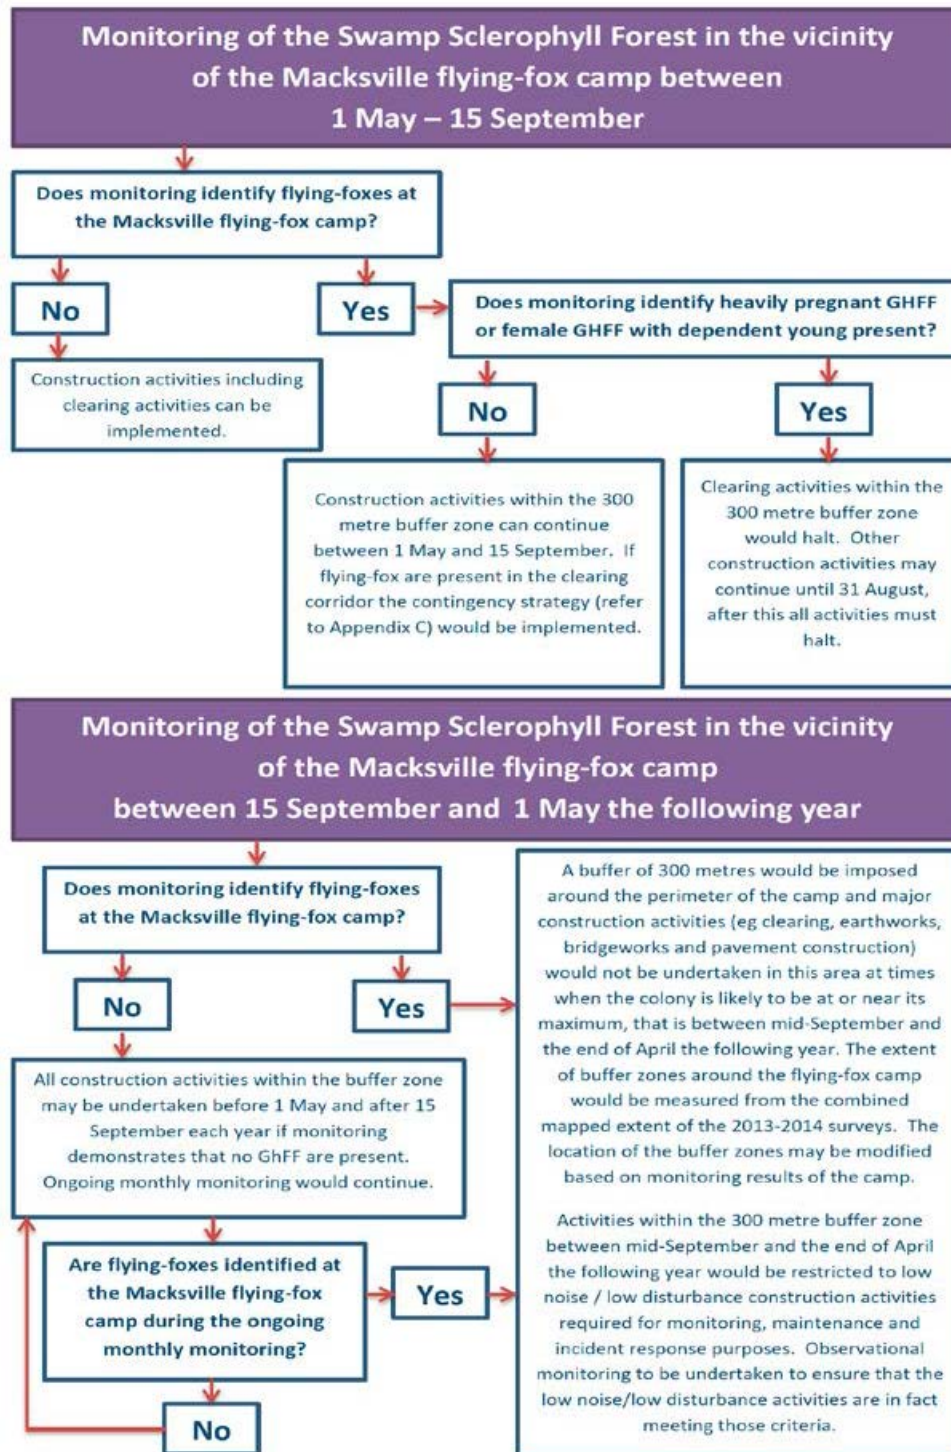 Monitoring of the Swamp Sclerophyll Forest in the vicinity
of the Macksville flying-fox camp between
1 May – 15 September
Does monitoring identify flying-foxes at
the Macksville flying-fox camp?
No
Yes
Does monitoring identify heavily pregnant GHFF
or female GHFF with dependent young present?
Construction activities including
clearing activities can be
implemented.
No
Yes
Construction activities within the 300
metre buffer zone can continue
between 1 May and 15 September. If
flying-fox are present in the clearing
corridor the contingency strategy (refer
to Appendix C) would be implemented.
Clearing activities within the
300 metre buffer zone
would halt. Other
construction activities may
continue until 31 August,
after this all activities must
halt.
Monitoring of the Swamp Sclerophyll Forest in the vicinity
of the Macksville flying-fox camp
between 15 September and 1 May the following year
Does monitoring identify flying-foxes
at the Macksville flying-fox camp?
No
Yes
All construction activities within the buffer zone
may be undertaken before 1 May and after 15
September each year if monitoring
demonstrates that no GhFF are present.
Ongoing monthly monitoring would continue.
Are flying-foxes identified at
the Macksville flying-fox
camp during the ongoing
monthly monitoring?
Yes
No
A buffer of 300 metres would be imposed
around the perimeter of the camp and major
construction activities (eg clearing, earthworks,
bridgeworks and pavement construction)
would not be undertaken in this area at times
when the colony is likely to be at or near its
maximum, that is between mid-September and
the end of April the following year. The extent
of buffer zones around the flying-fox camp
would be measured from the combined
mapped extent of the 2013-2014 surveys. The
location of the buffer zones may be modified
based on monitoring results of the camp.
Activities within the 300 metre buffer zone
between mid-September and the end of April
the following year would be restricted to low
noise / low disturbance construction activities
required for monitoring, maintenance and
incident response purposes. Observational
monitoring to be undertaken to ensure that the
low noise/low disturbance activities are in fact
meeting those criteria.